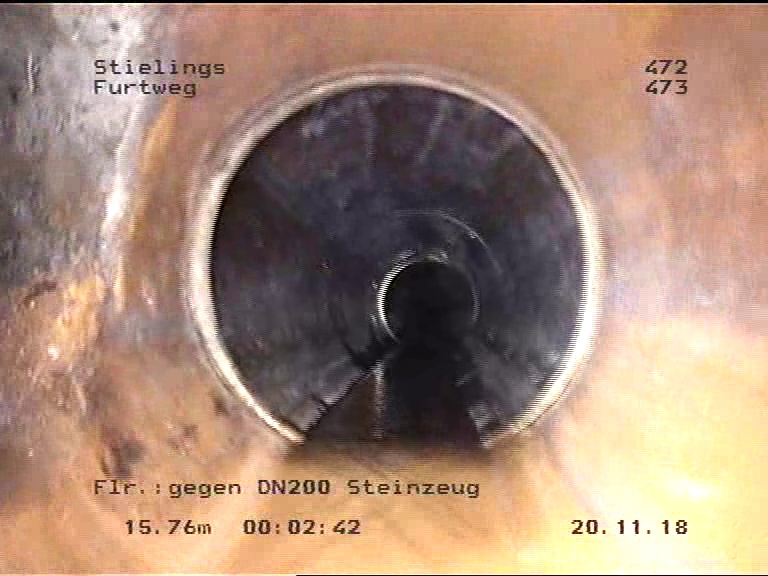 Stielings 472
Furtweg 473
Flr.:gegen DN200 Steinzeug
15.76m 00:02:42 20.11.18